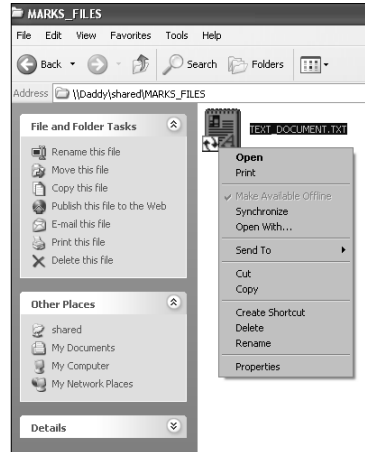 MARKS_FILES
File Edit View Favorites Tools Help
Back Search Folders
Address \\Daddy\shared\MARKS_FILES
File and Folder Tasks
Rename this file
Move this file
Copy this file
Publish this file to the Web
E-mail this file
Print this file
Delete this file
Other Places
shared
My Documents
My Computer
My Network Places
Details
TEXT_DOCUMENT.TXT
Open
Print
Make Available Offline
Synchronize
Open With...
Send To
Cut
Copy
Create Shortcut
Delete
Rename
Properties